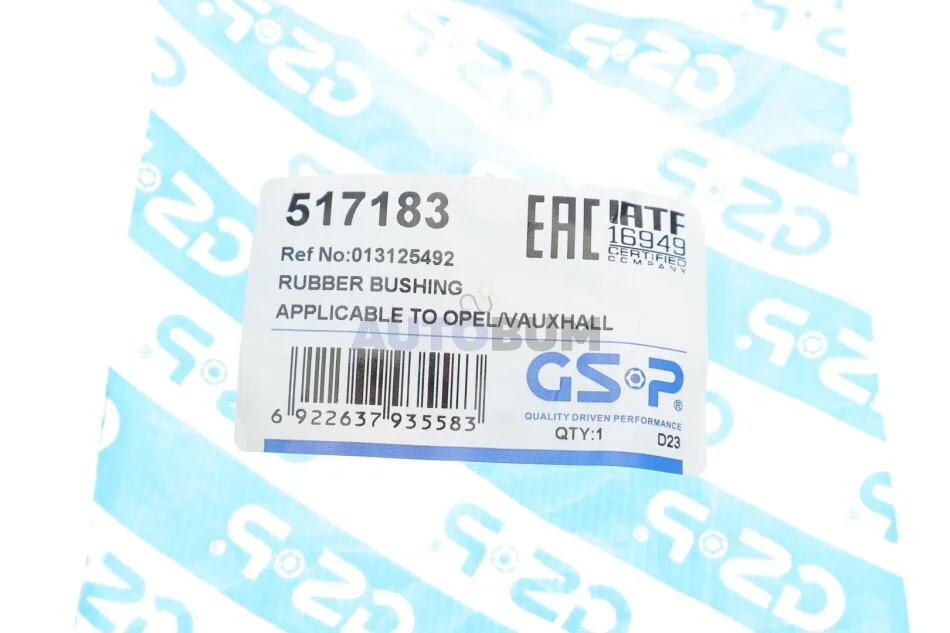 517183
EAC
IATF
16949
CERTIFIED
COMPANY
Ref No:013125492
RUBBER BUSHING
APPLICABLE TO OPEL/VAUXHALL
AUTOBUM
6 922637 935583
GSP®
QUALITY DRIVEN PERFORMANCE
QTY:1
D23